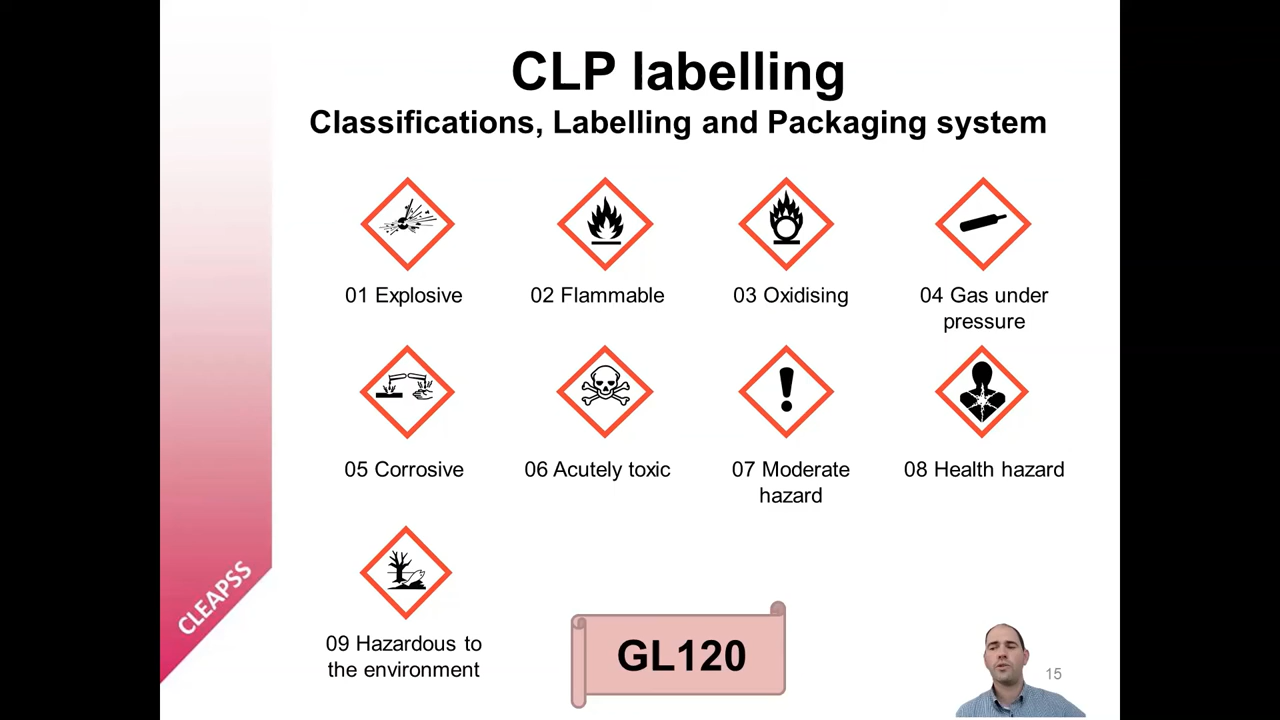 CLP labelling
Classifications, Labelling and Packaging system
01 Explosive
02 Flammable
03 Oxidising
04 Gas under
pressure
05 Corrosive
06 Acutely toxic
07 Moderate
hazard
08 Health hazard
09 Hazardous to
the environment
CLEAPSS
GL120
15